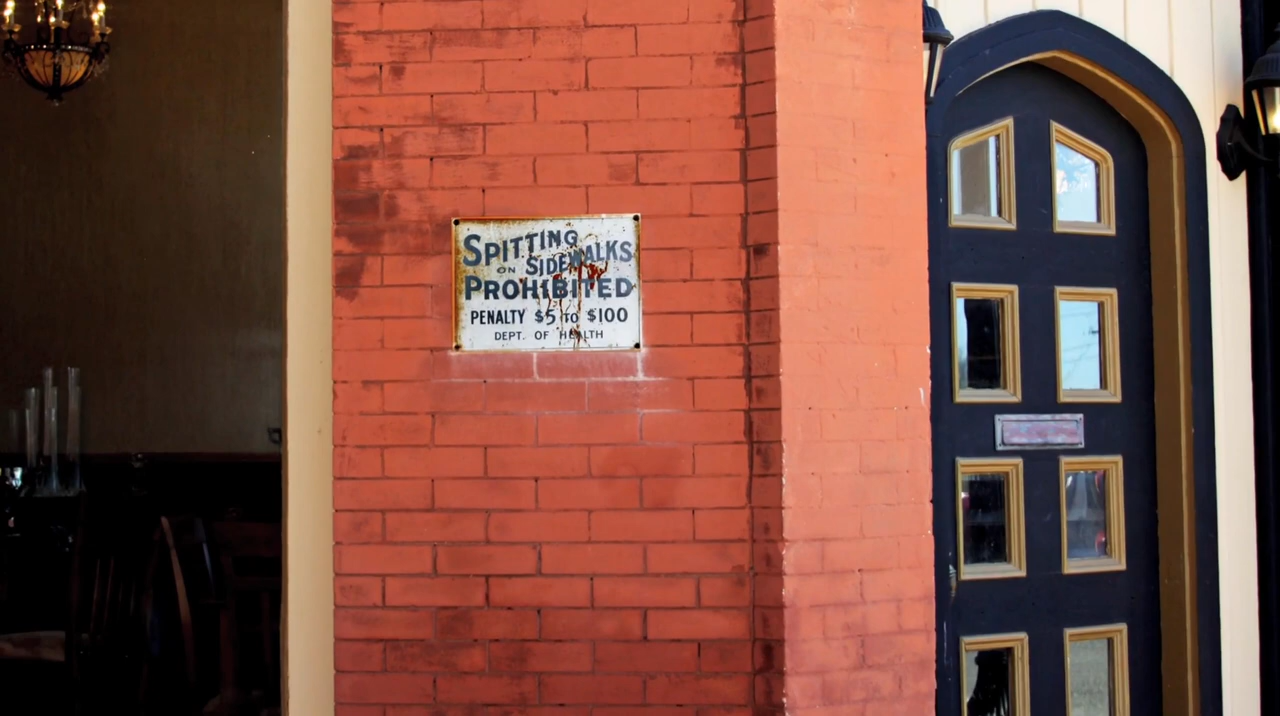 SPITTING
ON SIDEWALKS
PROHIBITED
PENALTY $5 TO $100
DEPT. OF HEALTH